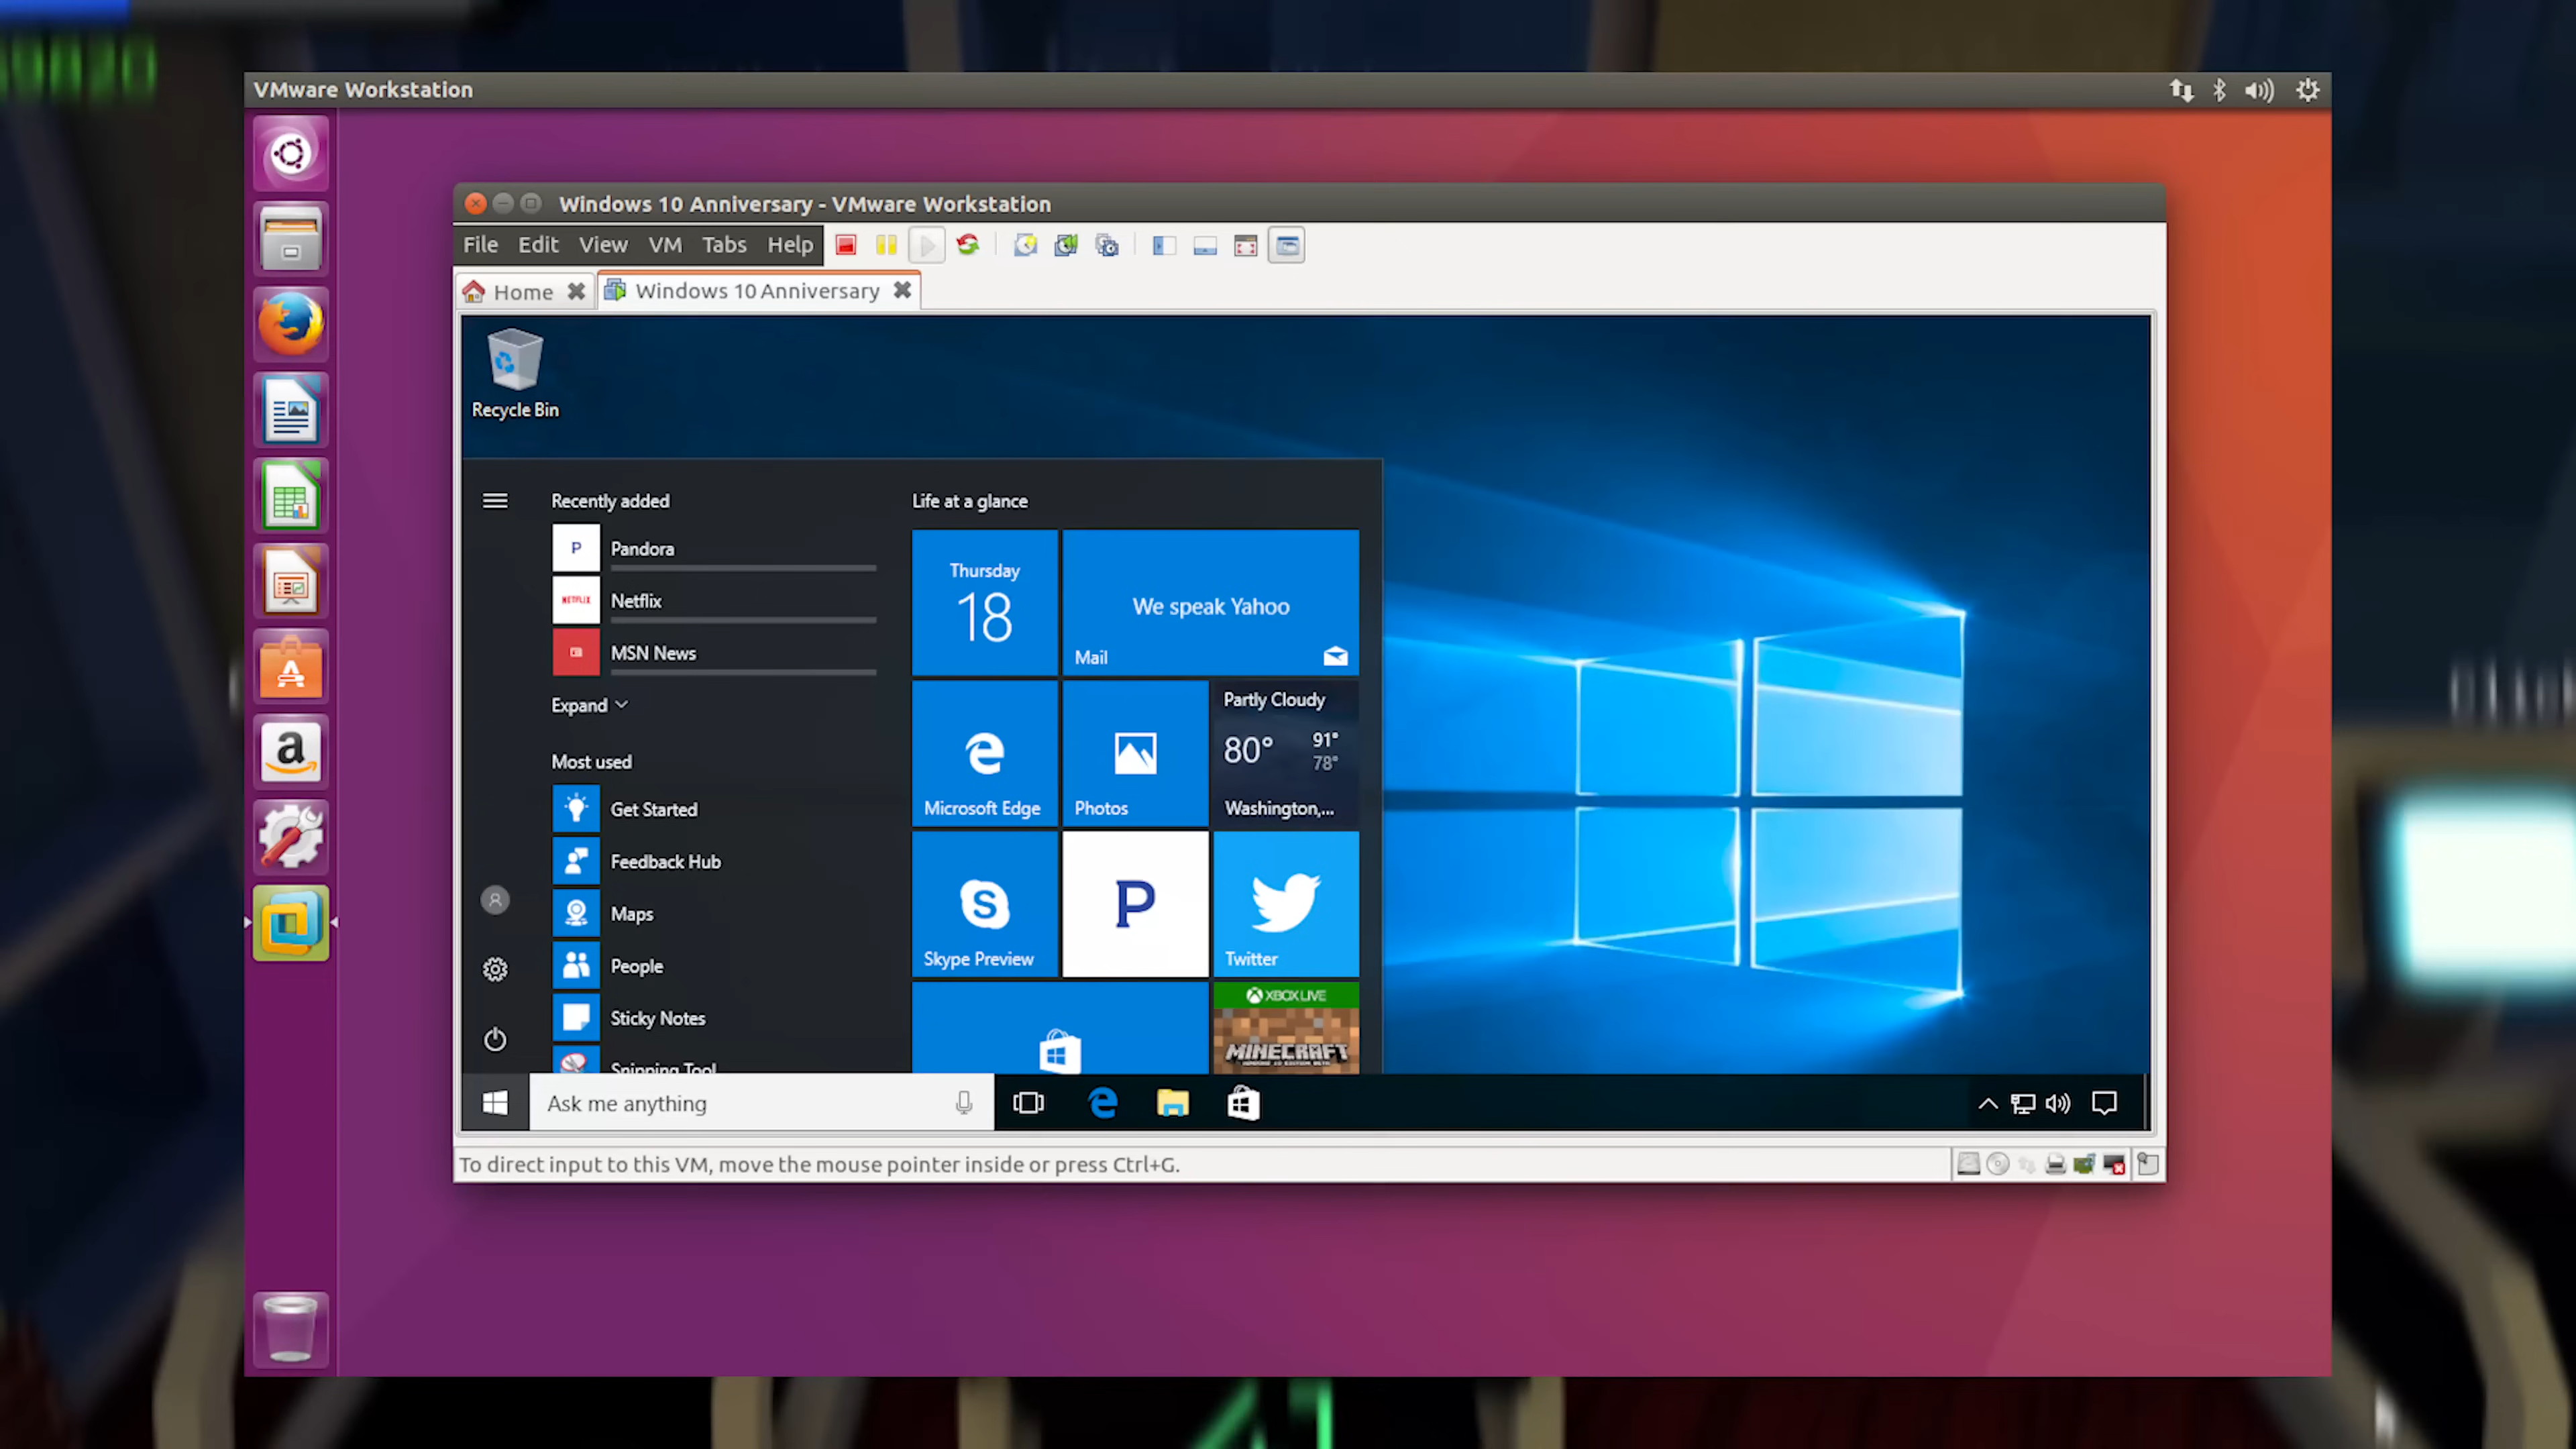 VMware Workstation
Windows 10 Anniversary - VMware Workstation
File Edit View VM Tabs Help
Home
Windows 10 Anniversary
Recycle Bin
Recently added
Pandora
NETFLIX
Netflix
MSN News
Expand
Most used
Get Started
Feedback Hub
Maps
People
Sticky Notes
Snipping Tool
Life at a glance
Thursday
18
We speak Yahoo
Mail
Microsoft Edge
Photos
Partly Cloudy
80° 91°
78°
Washington,...
Skype Preview
P
Twitter
XBOX LIVE
MINECRAFT
Ask me anything
To direct input to this VM, move the mouse pointer inside or press Ctrl+G.